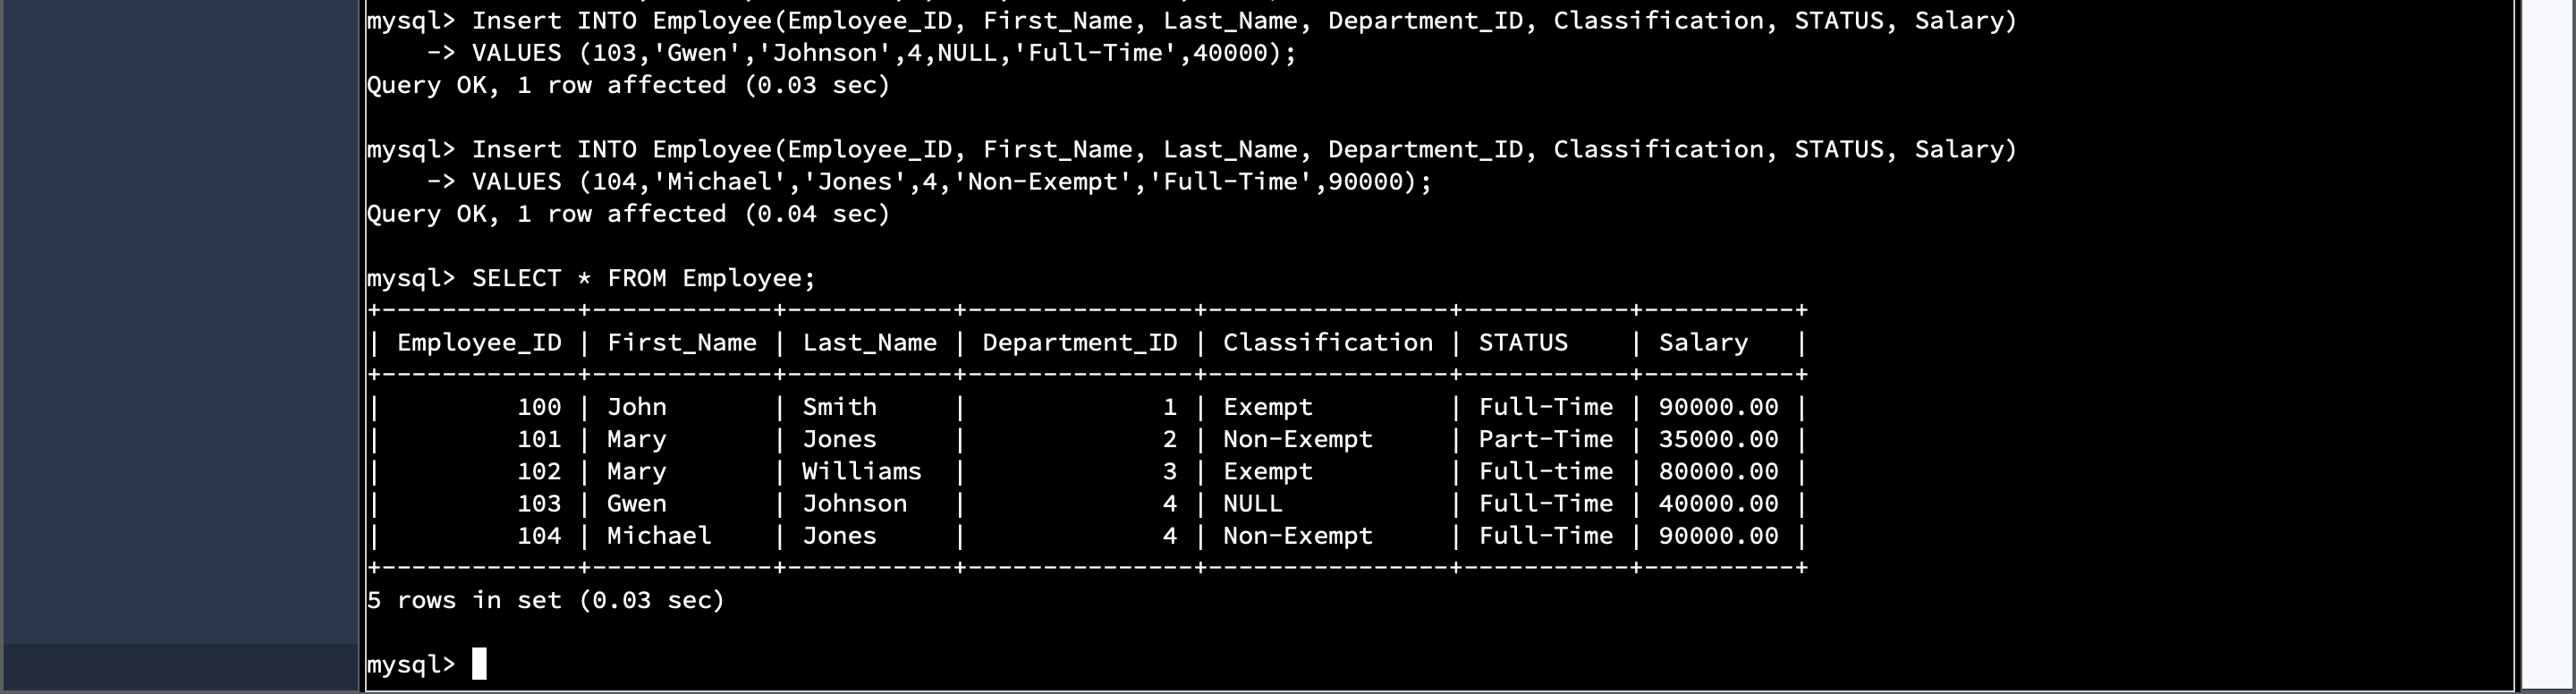 mysql> Insert INTO Employee(Employee_ID, First_Name, Last_Name, Department_ID, Classification, STATUS, Salary)
    -> VALUES (103,'Gwen','Johnson',4,NULL,'Full-Time',40000);
Query OK, 1 row affected (0.03 sec)
mysql> Insert INTO Employee(Employee_ID, First_Name, Last_Name, Department_ID, Classification, STATUS, Salary)
    -> VALUES (104,'Michael','Jones',4,'Non-Exempt','Full-Time',90000);
Query OK, 1 row affected (0.04 sec)
mysql> SELECT * FROM Employee;
+-------------+------------+-----------+---------------+----------------+-----------+----------+
| Employee_ID | First_Name | Last_Name | Department_ID | Classification | STATUS    | Salary   |
+-------------+------------+-----------+---------------+----------------+-----------+----------+
|         100 | John       | Smith     |             1 | Exempt         | Full-Time | 90000.00 |
|         101 | Mary       | Jones     |             2 | Non-Exempt     | Part-Time | 35000.00 |
|         102 | Mary       | Williams  |             3 | Exempt         | Full-time | 80000.00 |
|         103 | Gwen       | Johnson   |             4 | NULL           | Full-Time | 40000.00 |
|         104 | Michael    | Jones     |             4 | Non-Exempt     | Full-Time | 90000.00 |
+-------------+------------+-----------+---------------+----------------+-----------+----------+
5 rows in set (0.03 sec)
mysql>